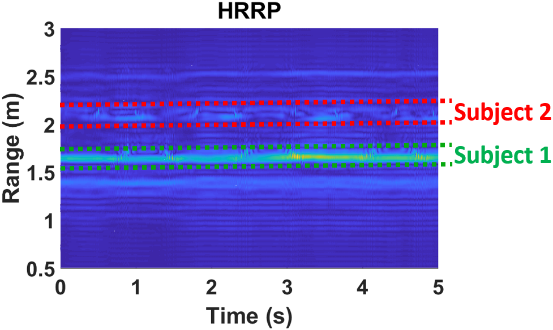 HRRP
3
2.5
2
1.5
1
0.5
Range (m)
Subject 2
Subject 1
0 1 2 3 4 5
Time (s)